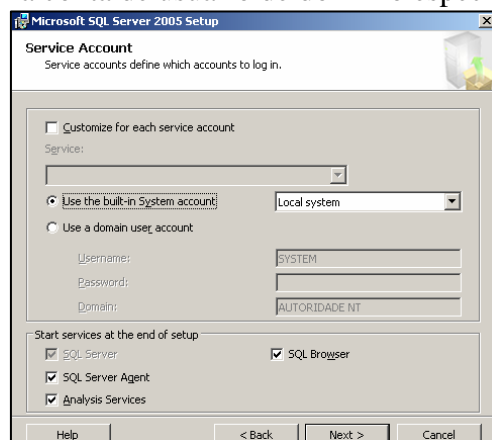 Microsoft SQL Server 2005 Setup
Service Account
Service accounts define which accounts to log in.
Customize for each service account
Service:
Use the built-in System account
Local system
Use a domain user account
Username:
SYSTEM
Password:
Domain:
AUTORIDADE NT
Start services at the end of setup
SQL Server
SQL Browser
SQL Server Agent
Analysis Services
Help
< Back
Next >
Cancel